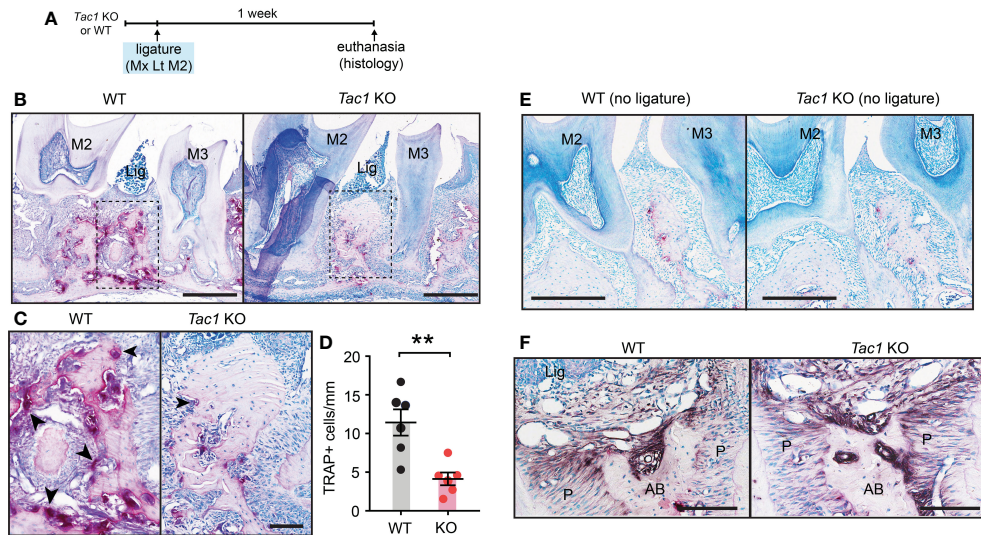 A
Tac1 KO
or WT
1 week
ligature
(Mx Lt M2)
euthanasia
(histology)
B
WT
Tac1 KO
M2
Lig
M3
M2
Lig
M3
C
WT
Tac1 KO
D
**
TRAP+ cells/mm
20
15
10
5
0
WT
KO
E
WT (no ligature)
Tac1 KO (no ligature)
M2
M3
M2
M3
F
WT
Tac1 KO
Lig
P
AB
P
P
AB
P